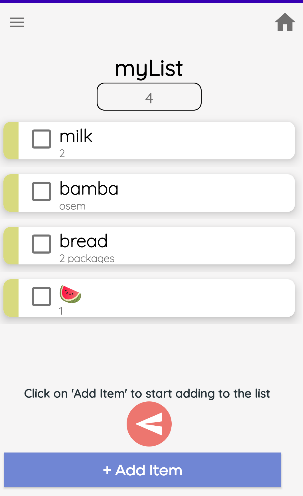 myList
4
milk
2
bamba
osem
bread
2 packages
🍉
1
Click on 'Add Item' to start adding to the list
+ Add Item